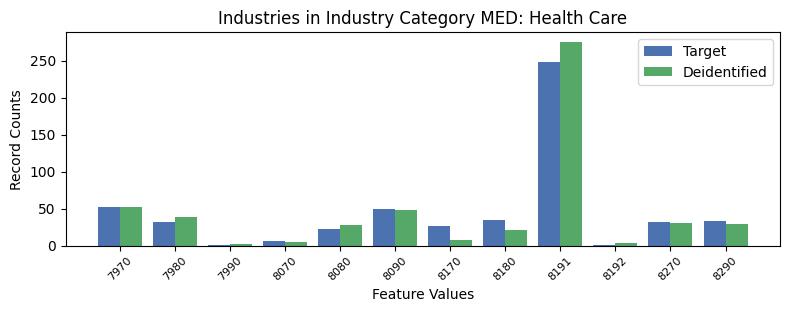 Industries in Industry Category MED: Health Care
Target
Deidentified
Record Counts
250
200
150
100
50
0
7970 7980 7990 8070 8080 8090 8170 8180 8191 8192 8270 8290
Feature Values